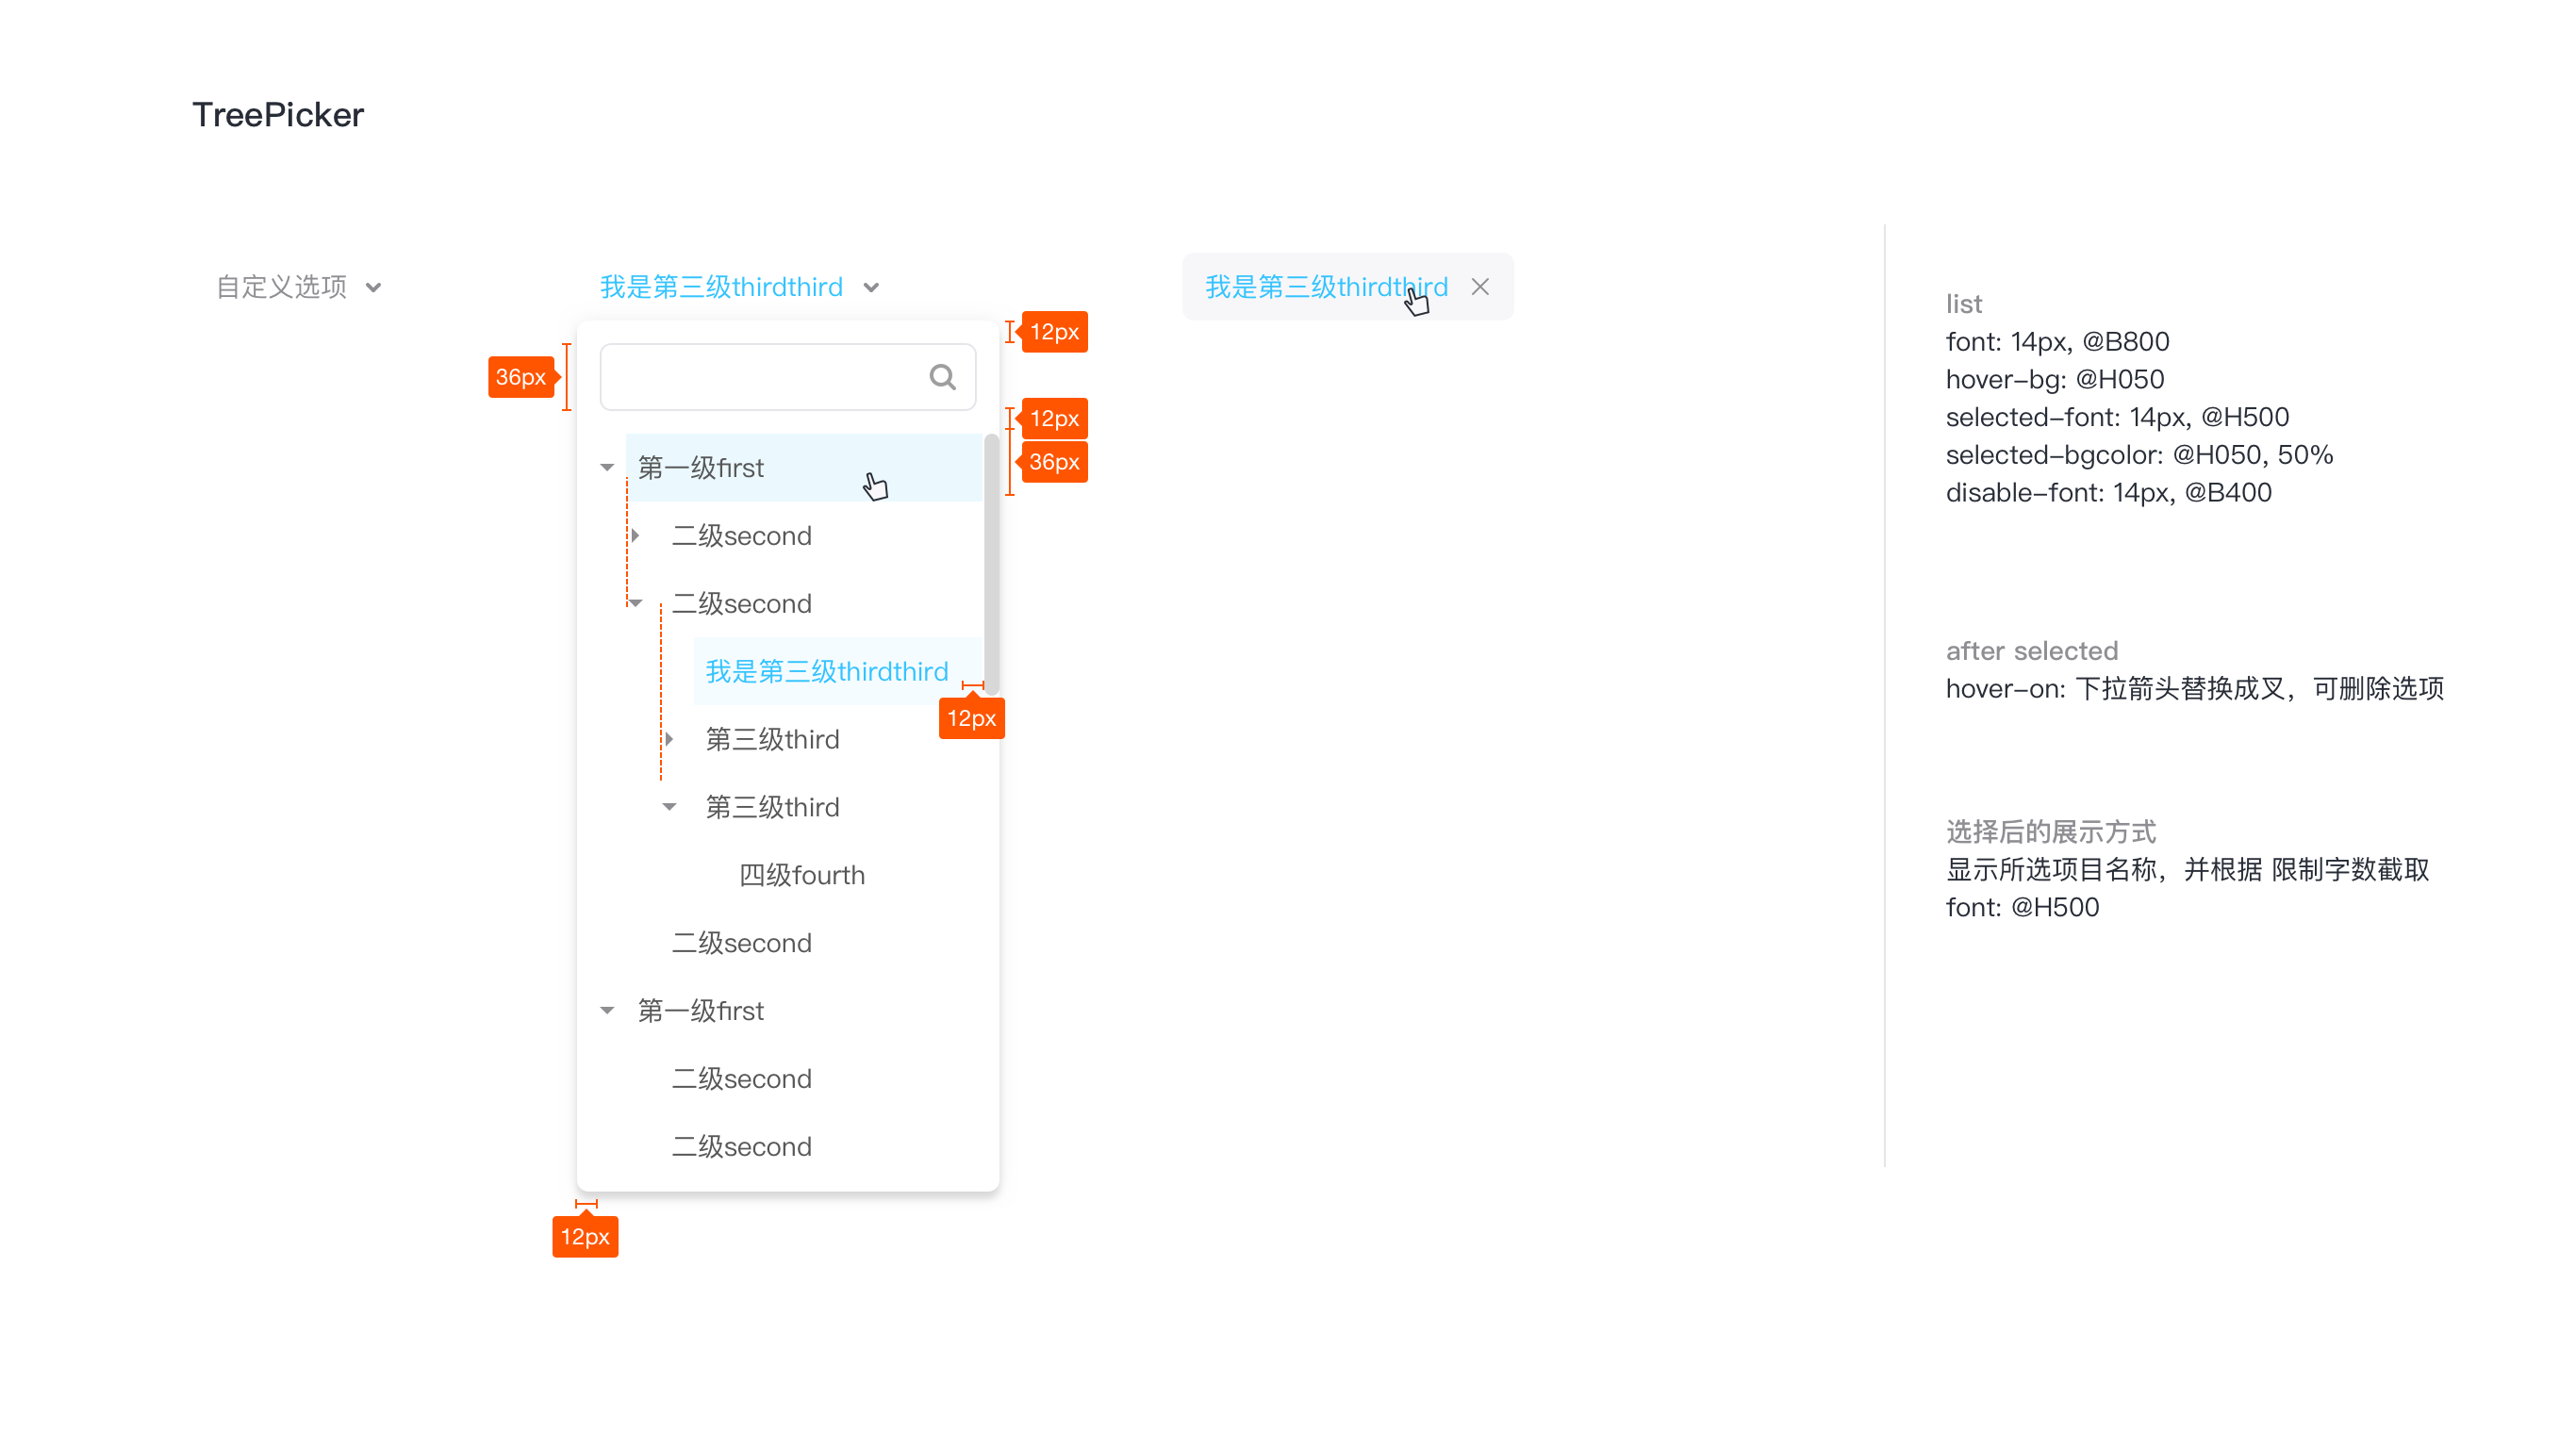 TreePicker
自定义选项
我是第三级thirdthird
我是第三级thirdthird
12px
36px
12px
36px
第一级first
二级second
二级second
我是第三级thirdthird
12px
第三级third
第三级third
四级fourth
二级second
第一级first
二级second
二级second
12px
list
font: 14px, @B800
hover-bg: @H050
selected-font: 14px, @H500
selected-bgcolor: @H050, 50%
disable-font: 14px, @B400
after selected
hover-on: 下拉箭头替换成叉，可删除选项
选择后的展示方式
显示所选项目名称，并根据 限制字数截取
font: @H500